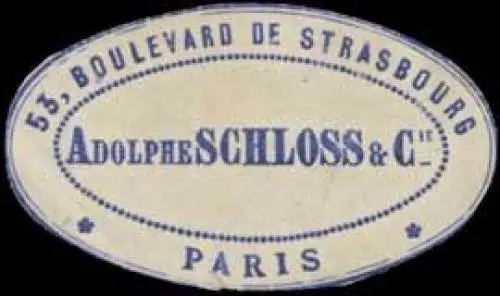 53, BOULEVARD DE STRASBOURG
ADOLPHE SCHLOSS & Cie
PARIS